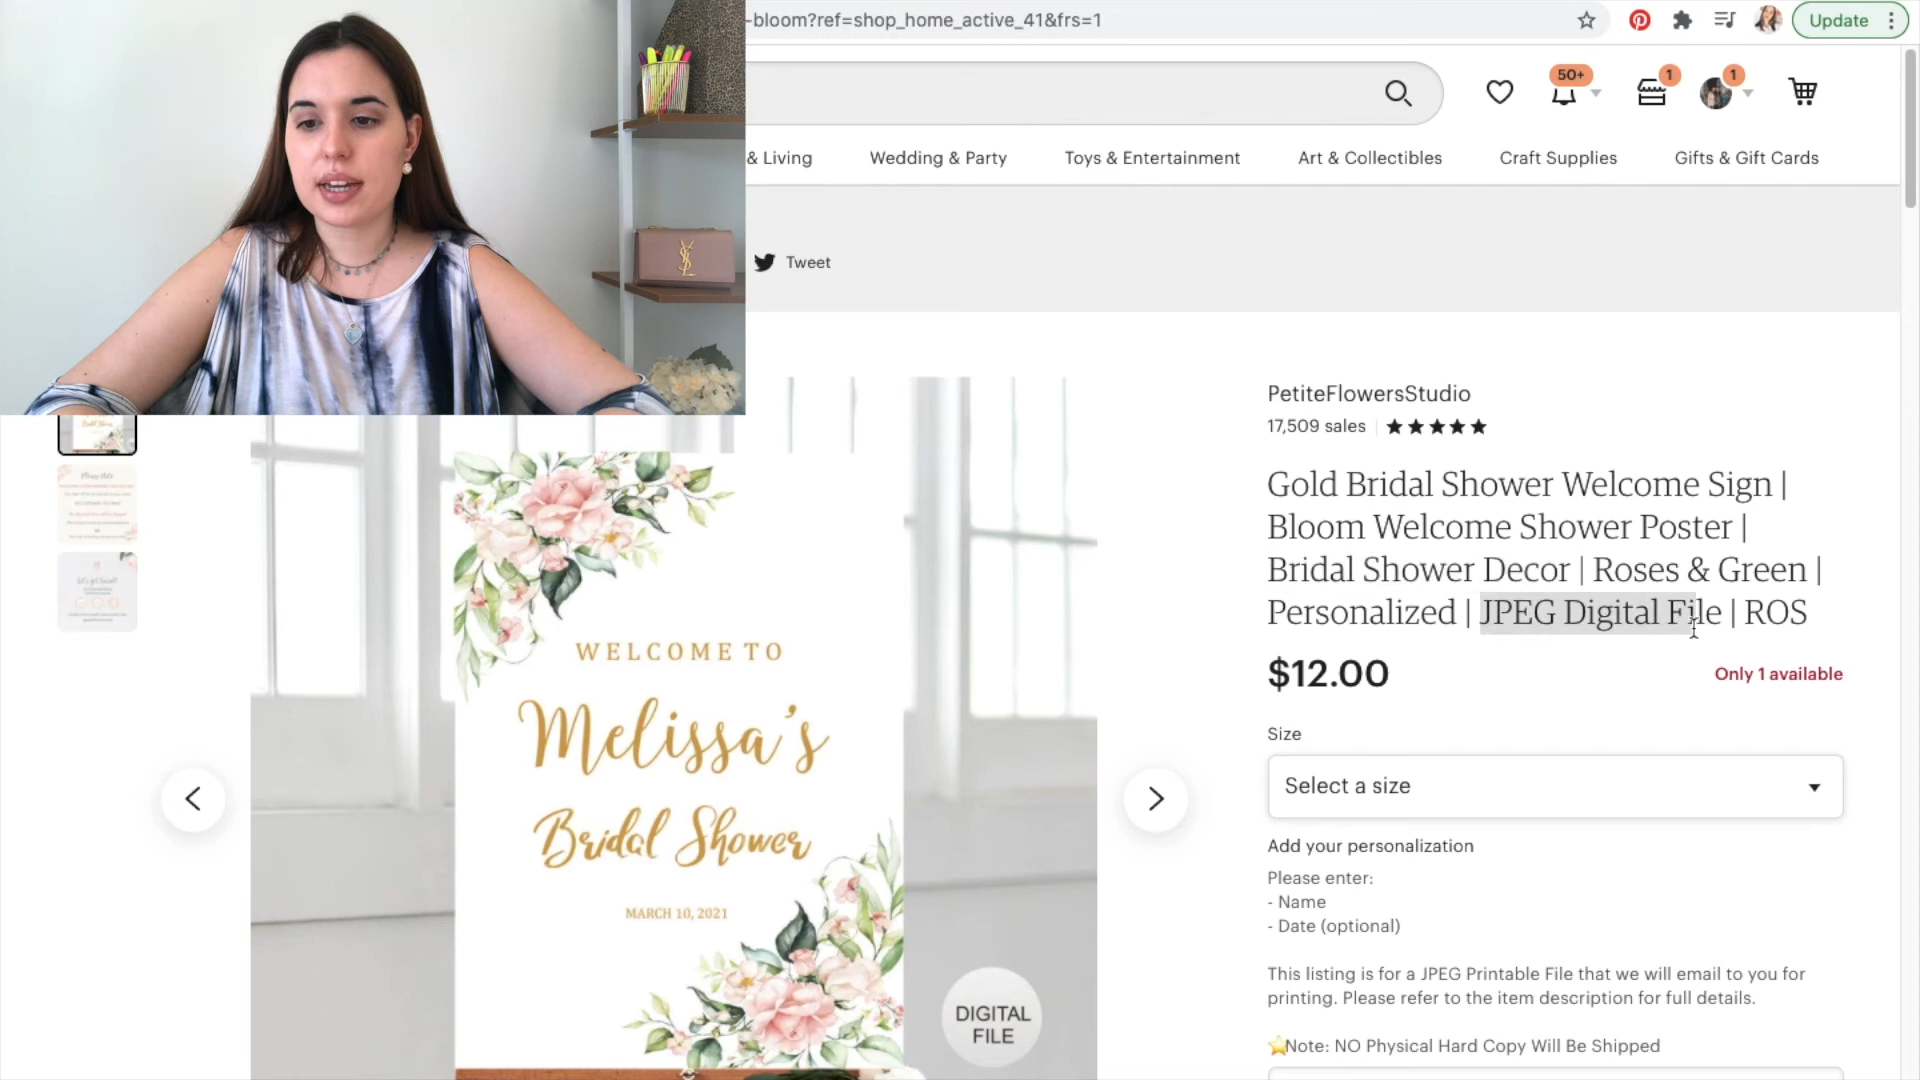 -bloom?ref=shop_home_active_41&frs=1
Update
50+
1
1
& Living
Wedding & Party
Toys & Entertainment
Art & Collectibles
Craft Supplies
Gifts & Gift Cards
Tweet
PetiteFlowersStudio
17,509 sales
Gold Bridal Shower Welcome Sign |
Bloom Welcome Shower Poster |
Bridal Shower Decor | Roses & Green |
Personalized | JPEG Digital File | ROS
$12.00
Only 1 available
Size
Select a size
Add your personalization
Please enter:
- Name
- Date (optional)
This listing is for a JPEG Printable File that we will email to you for
printing. Please refer to the item description for full details.
⭐Note: NO Physical Hard Copy Will Be Shipped
WELCOME TO
Melissa's
Bridal Shower
MARCH 10, 2021
DIGITAL
FILE
Bridal Shower
Please Note
YSL